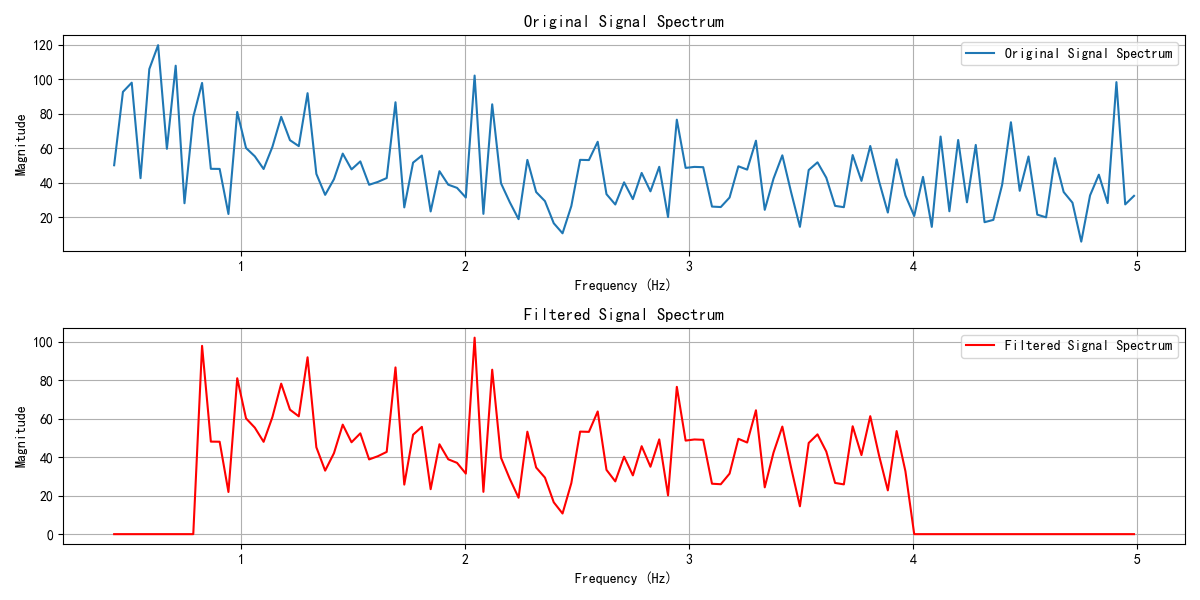 Original Signal Spectrum
Original Signal Spectrum
Magnitude
120
100
80
60
40
20
1 2 3 4 5
Frequency (Hz)
Filtered Signal Spectrum
Filtered Signal Spectrum
Magnitude
100
80
60
40
20
0
1 2 3 4 5
Frequency (Hz)